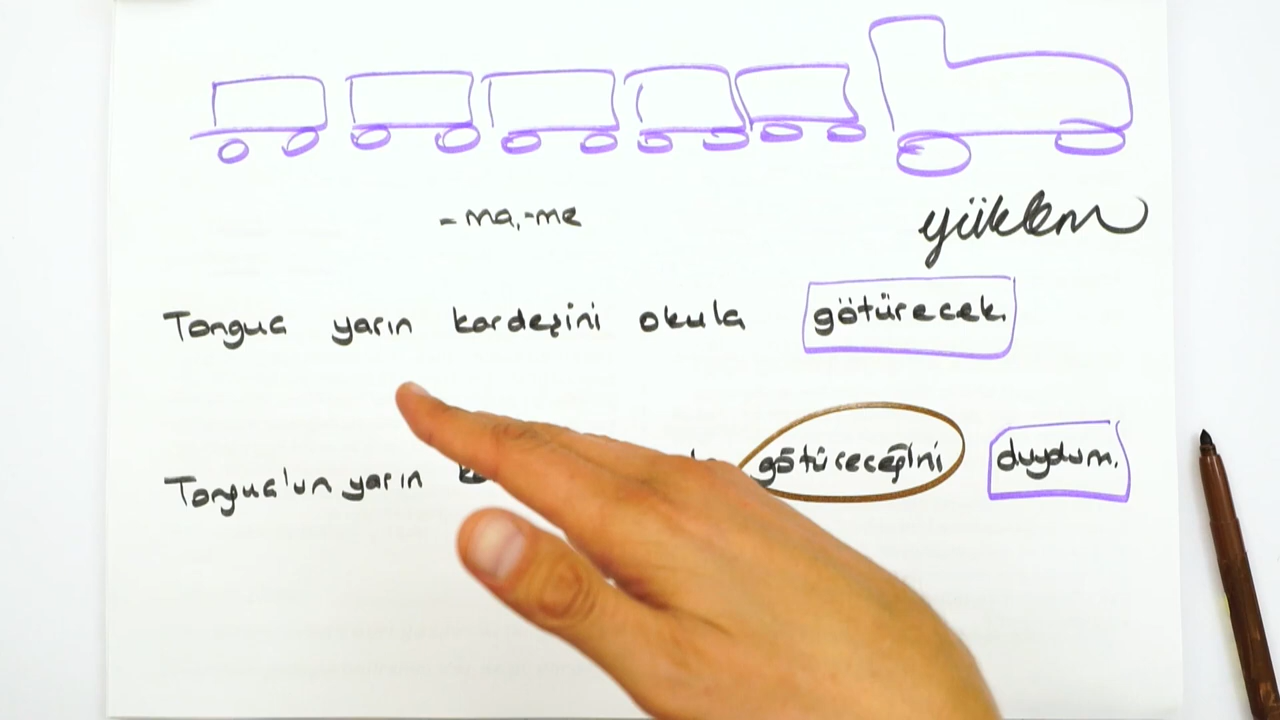 -ma,-me
yüklem
Tonguç yarın kardeşini okula götürecek.
Tonguç'un yarın götüreceğini duydum.